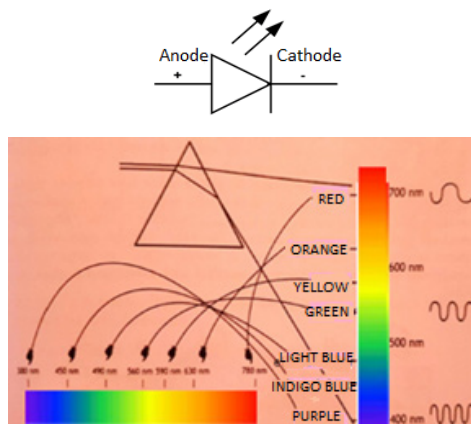 Anode Cathode
+ -
RED
700 nm
ORANGE
600 nm
YELLOW
GREEN
500 nm
LIGHT BLUE
INDIGO BLUE
PURPLE
400 nm
380 nm 450 nm 490 nm 560 nm 590 nm 630 nm 780 nm